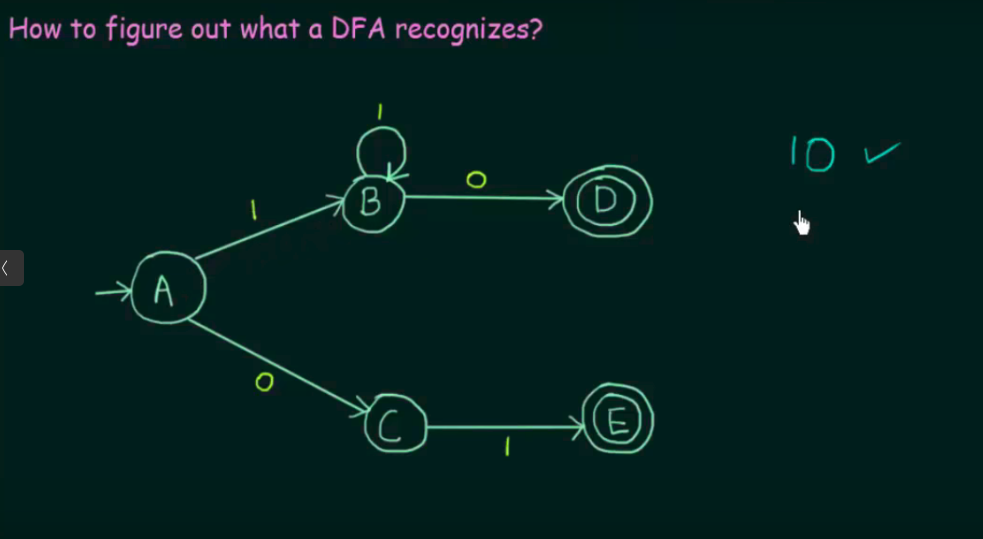 How to figure out what a DFA recognizes?
1
10 ✓
1
B
0
D
A
0
C
1
E